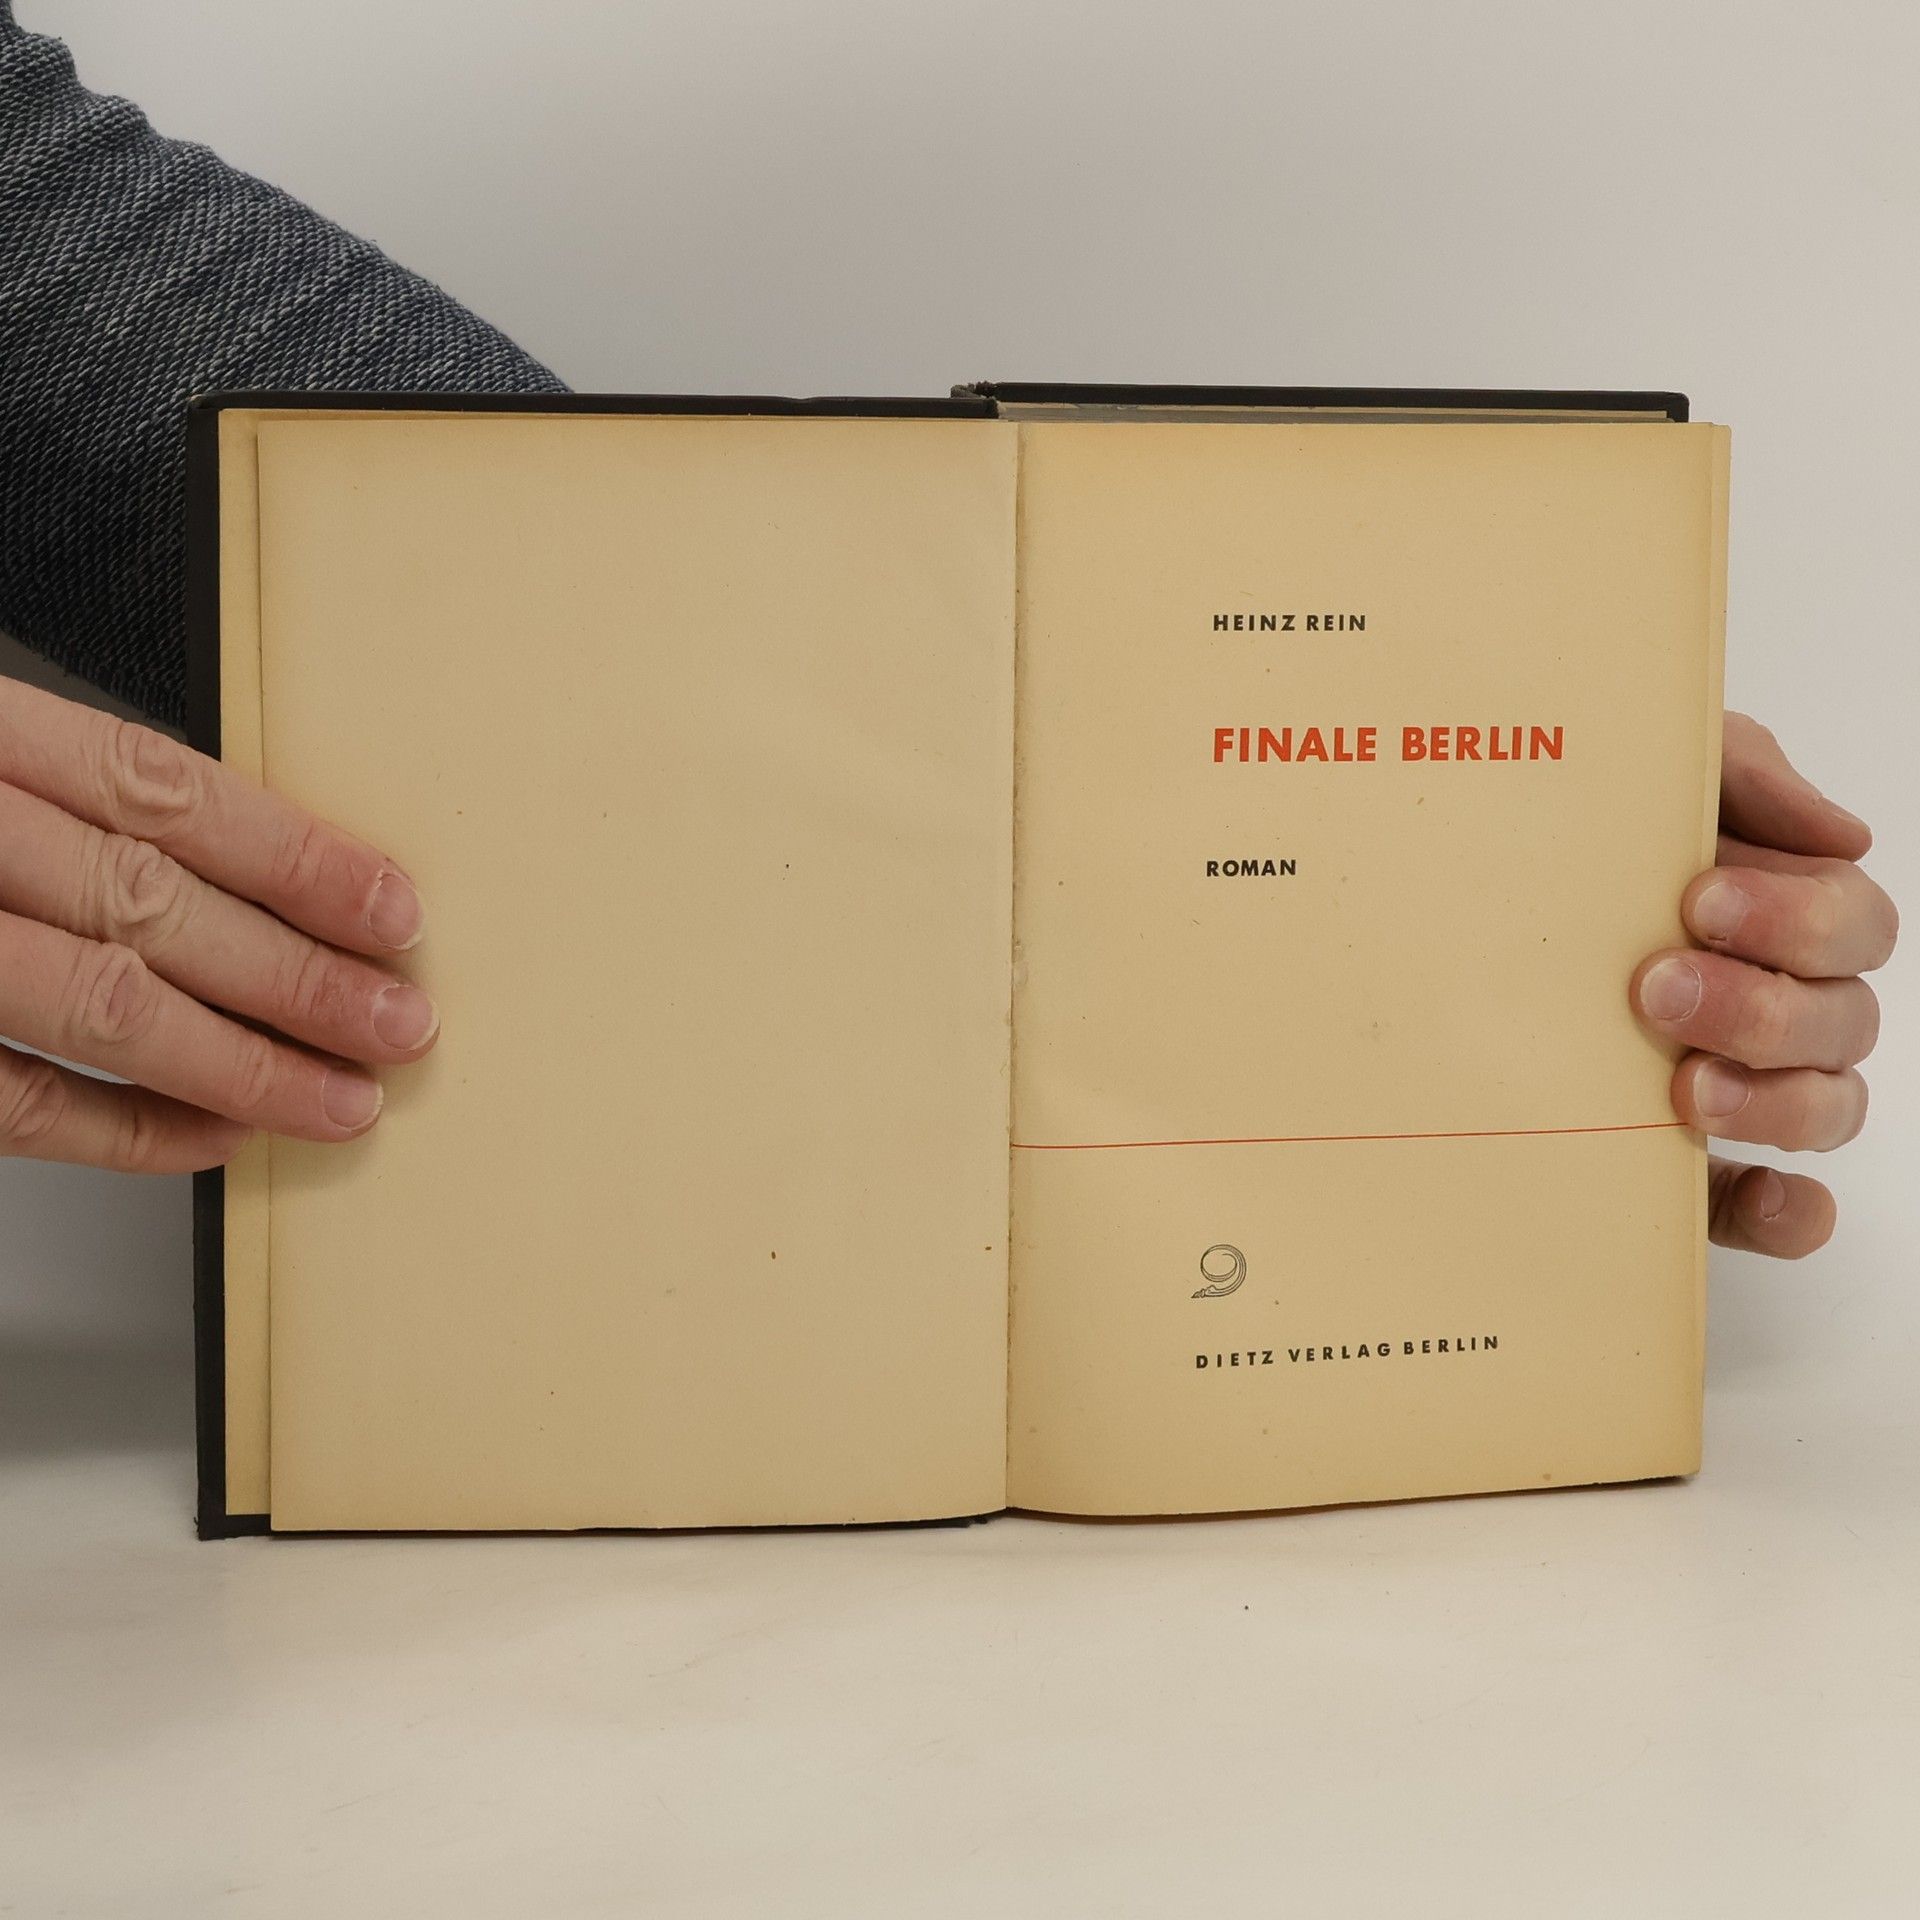 HEINZ REIN
FINALE BERLIN
ROMAN
DIETZ VERLAG BERLIN